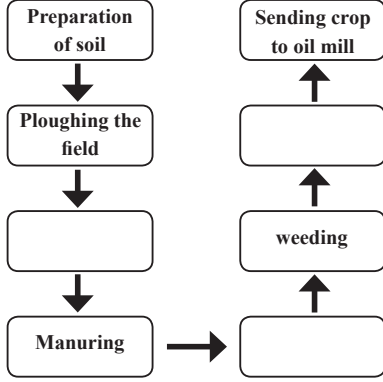 Preparation
of soil
Ploughing the
field
Manuring
weeding
Sending crop
to oil mill